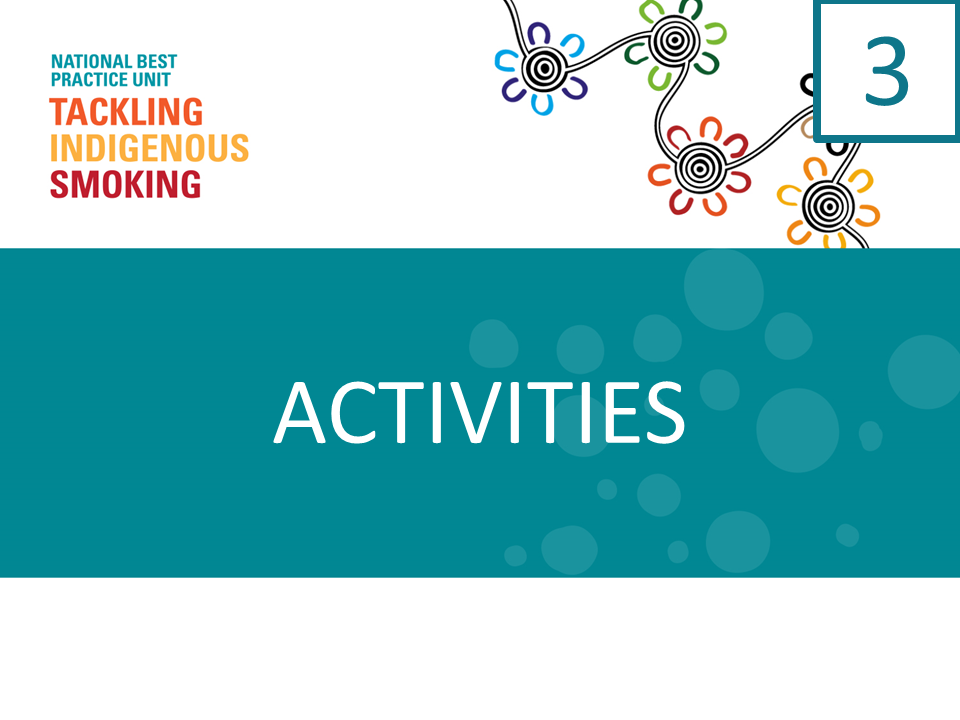 NATIONAL BEST
PRACTICE UNIT
TACKLING
INDIGENOUS
SMOKING
3
ACTIVITIES